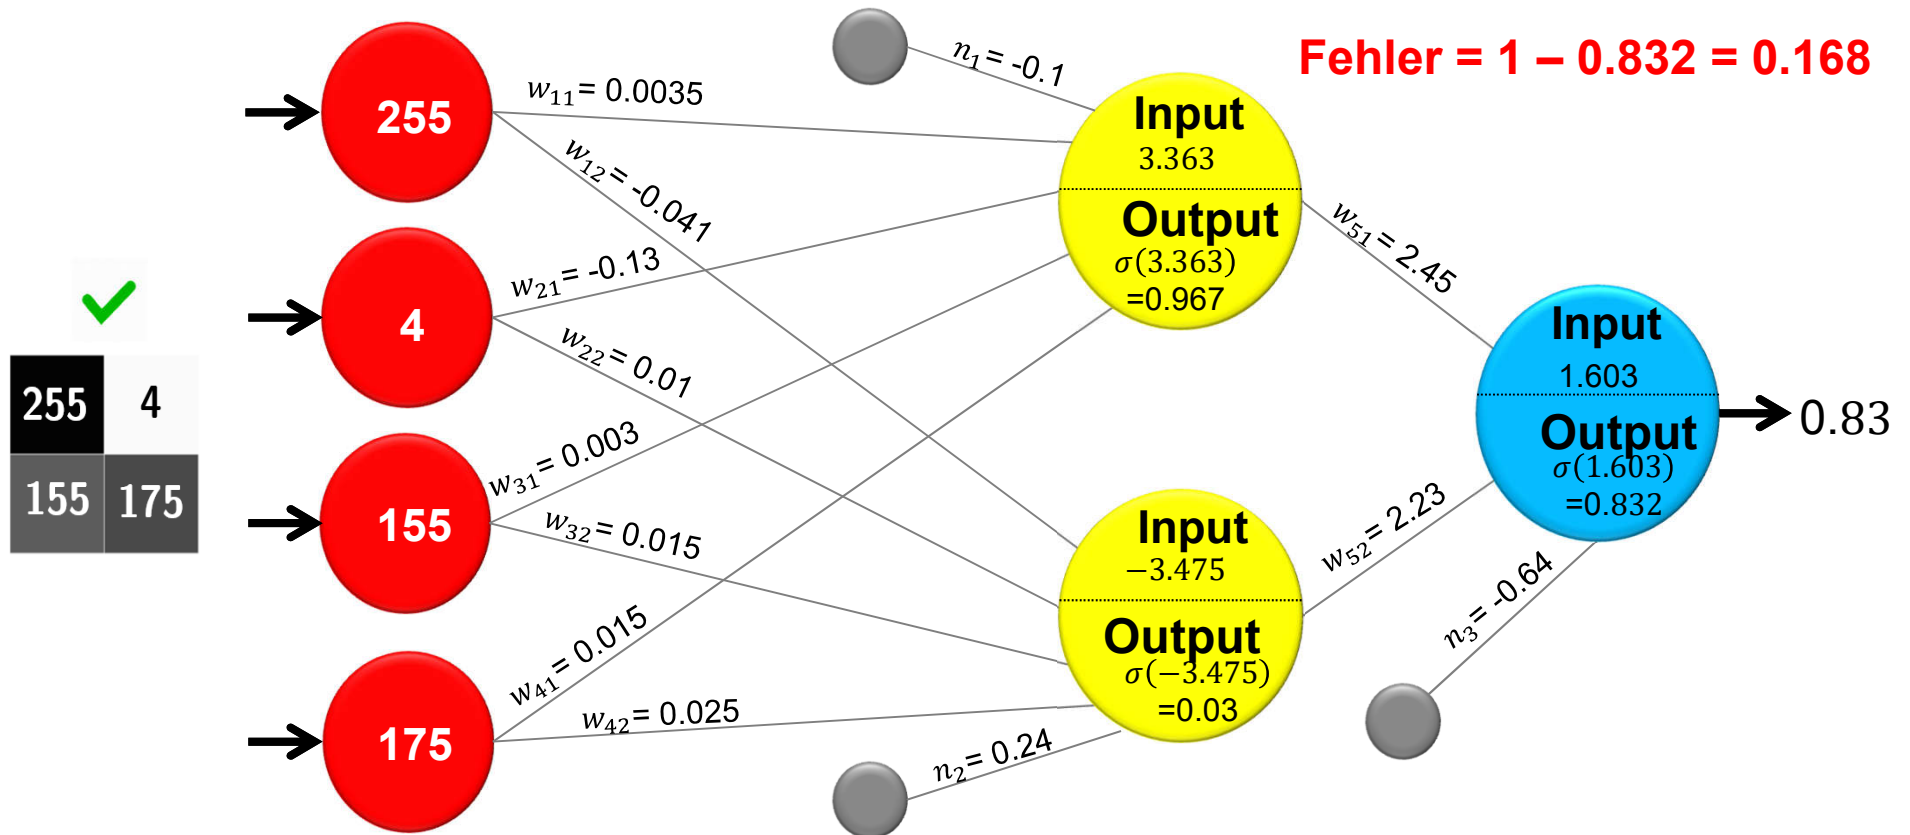 Fehler = 1 – 0.832 = 0.168
255 4
155 175
255
4
155
175
w₁₁= 0.0035
w₁₂= -0.041
w₂₁= -0.13
w₂₂= 0.01
w₃₁= 0.003
w₃₂= 0.015
w₄₁= 0.015
w₄₂= 0.025
n₁= -0.1
n₂= 0.24
Input
3.363
Output
σ(3.363)
=0.967
Input
−3.475
Output
σ(−3.475)
=0.03
w₅₁= 2.45
w₅₂= 2.23
n₃= -0.64
Input
1.603
Output
σ(1.603)
=0.832
0.83